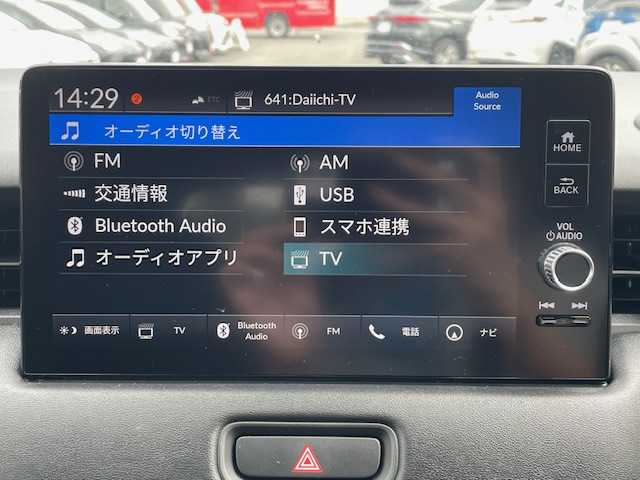 14:29
2
ETC
641:Daiichi-TV
Audio
Source
オーディオ切り替え
FM
AM
交通情報
USB
Bluetooth Audio
スマホ連携
オーディオアプリ
TV
画面表示
TV
Bluetooth
Audio
FM
電話
ナビ
HOME
BACK
VOL
AUDIO